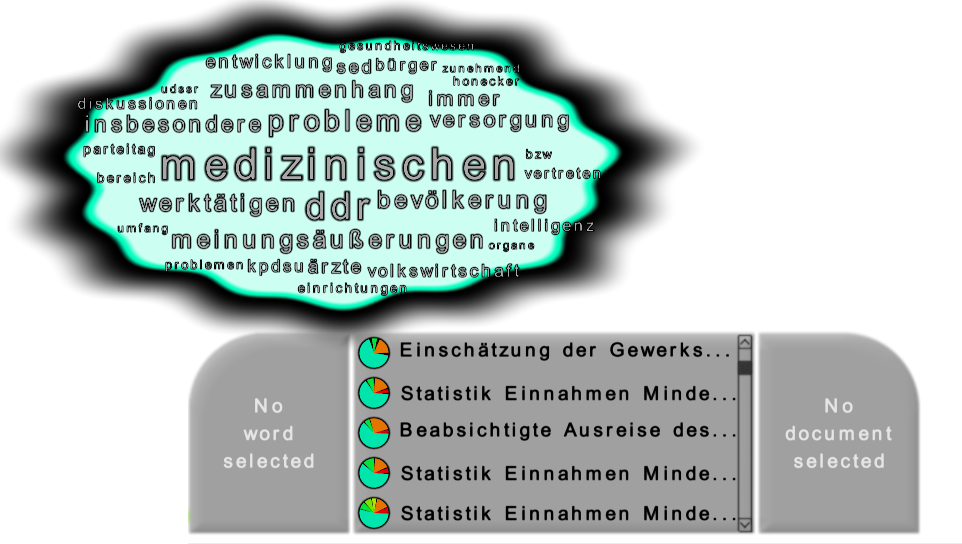 gesundheitswesen
entwicklung sed bürger zunehmend
udssr zusammenhang honecker
diskussionen immer
insbesondere probleme versorgung
parteitag medizinischen bzw
bereich vertreten
werktätigen ddr bevölkerung
umfang intelligenz
meinungsäußerungen organe
problemen kpdsu ärzte volkswirtschaft
einrichtungen
Einschätzung der Gewerks...
Statistik Einnahmen Minde...
Beabsichtigte Ausreise des...
Statistik Einnahmen Minde...
Statistik Einnahmen Minde...
No
word
selected
No
document
selected